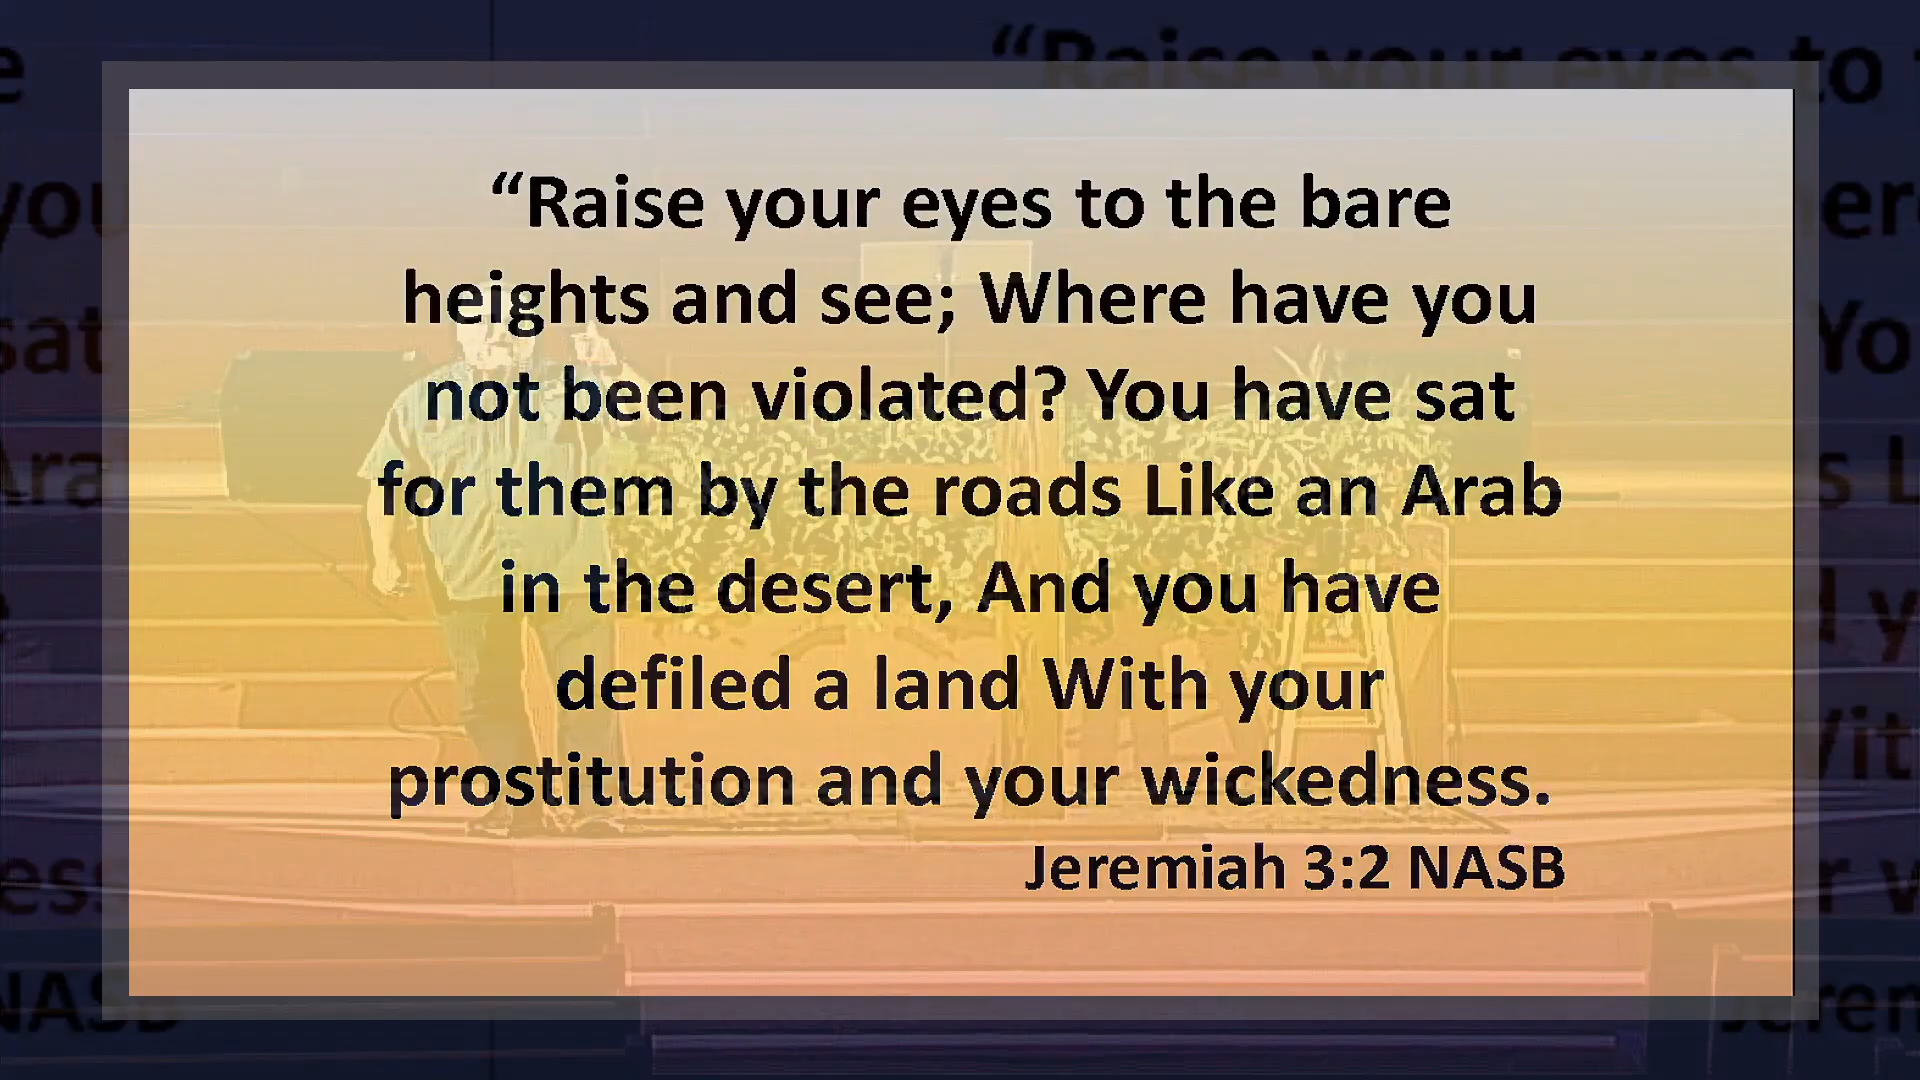 “Raise your eyes to the bare
heights and see; Where have you
not been violated? You have sat
for them by the roads Like an Arab
in the desert, And you have
defiled a land With your
prostitution and your wickedness.
Jeremiah 3:2 NASB